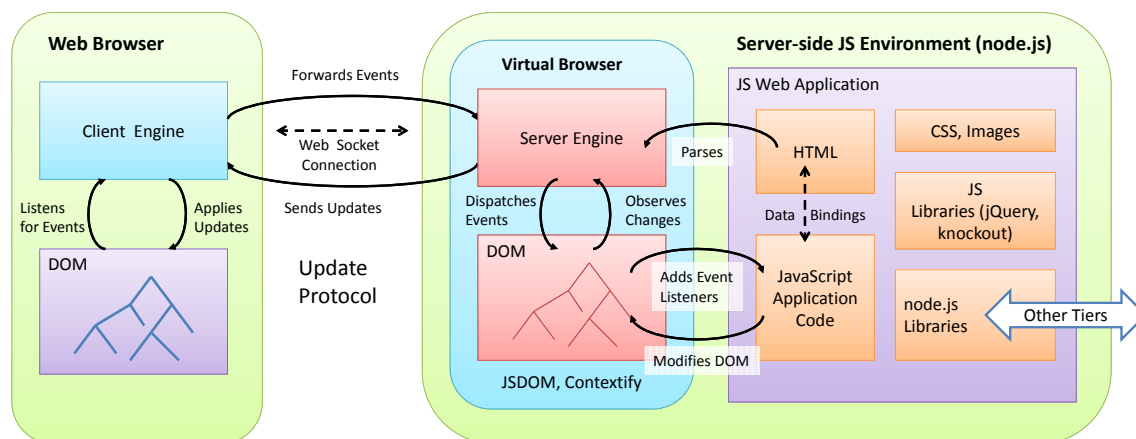 Web Browser
Client Engine
Listens
for Events
Applies
Updates
DOM
Forwards Events
Web Socket
Connection
Sends Updates
Update
Protocol
Server-side JS Environment (node.js)
Virtual Browser
Server Engine
Dispatches
Events
Observes
Changes
DOM
JSDOM, Contextify
Parses
Adds Event
Listeners
Modifies DOM
JS Web Application
HTML
Data Bindings
JavaScript
Application
Code
CSS, Images
JS
Libraries (jQuery,
knockout)
node.js
Libraries
Other Tiers